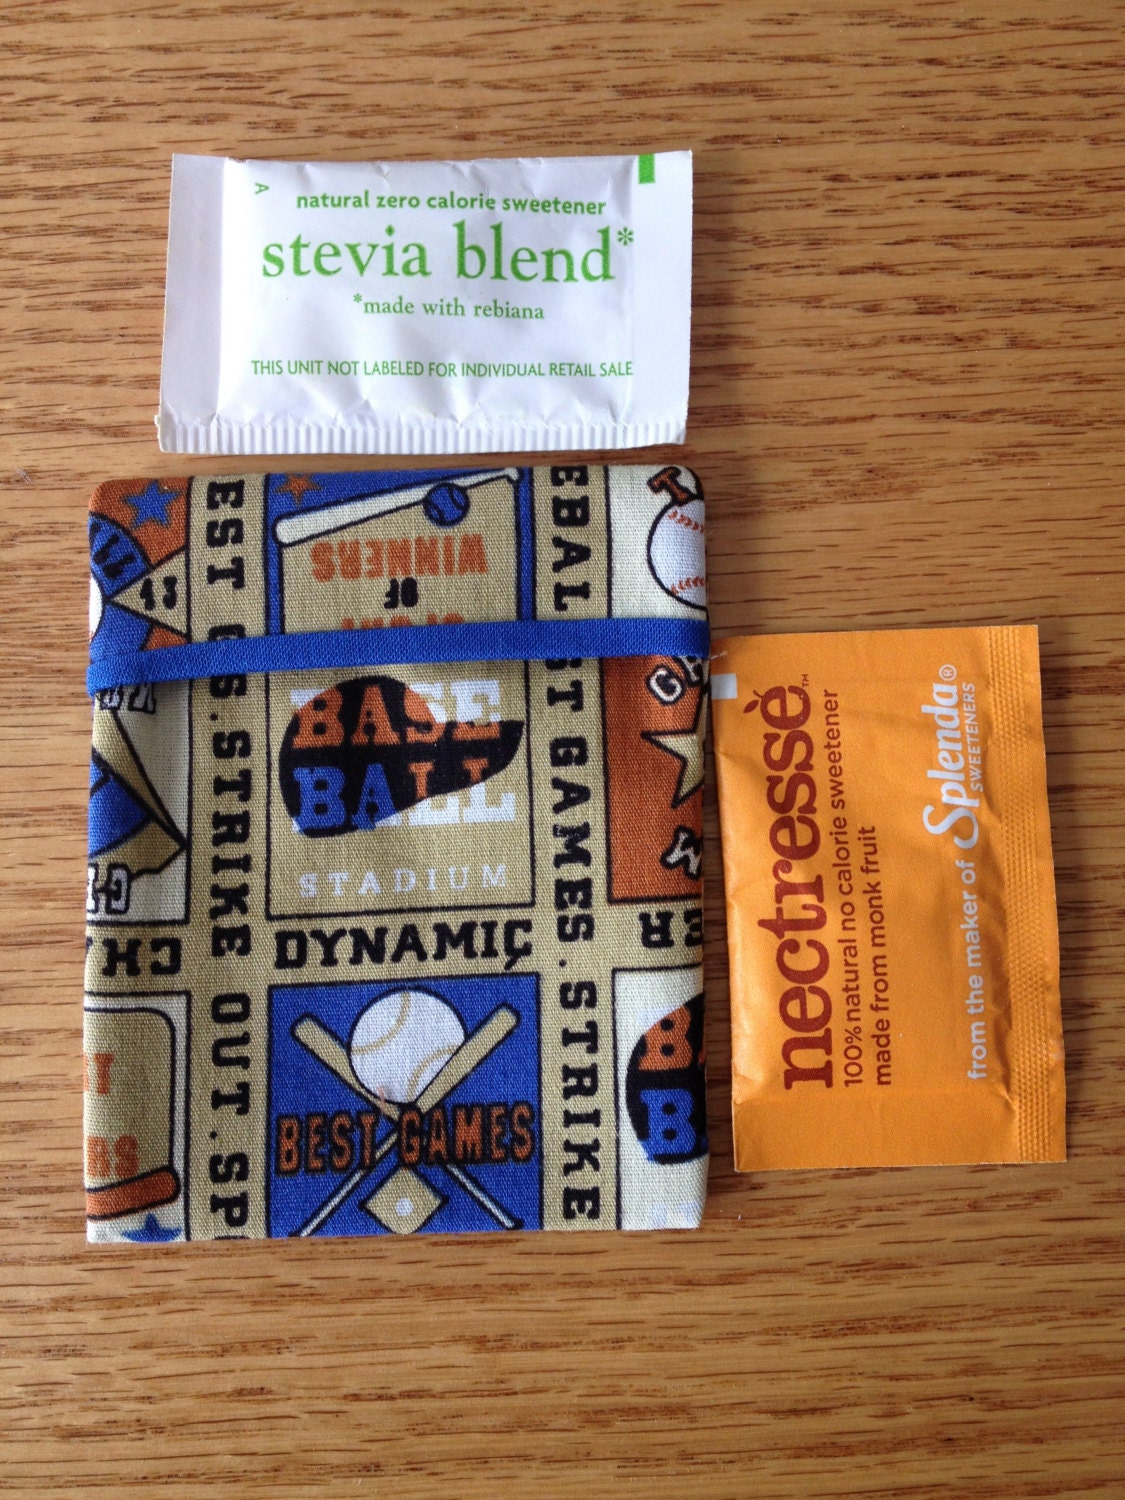 A
natural zero calorie sweetener
stevia blend*
*made with rebiana
THIS UNIT NOT LABELED FOR INDIVIDUAL RETAIL SALE
WINNERS
OF
BASE
BALL
STADIUM
DYNAMIC
BEST GAMES
EST GAMES.STRIKE
STRIKE OUT.SP
nectresse™
100% natural no calorie sweetener
made from monk fruit
from the maker of Splenda®
SWEETENERS